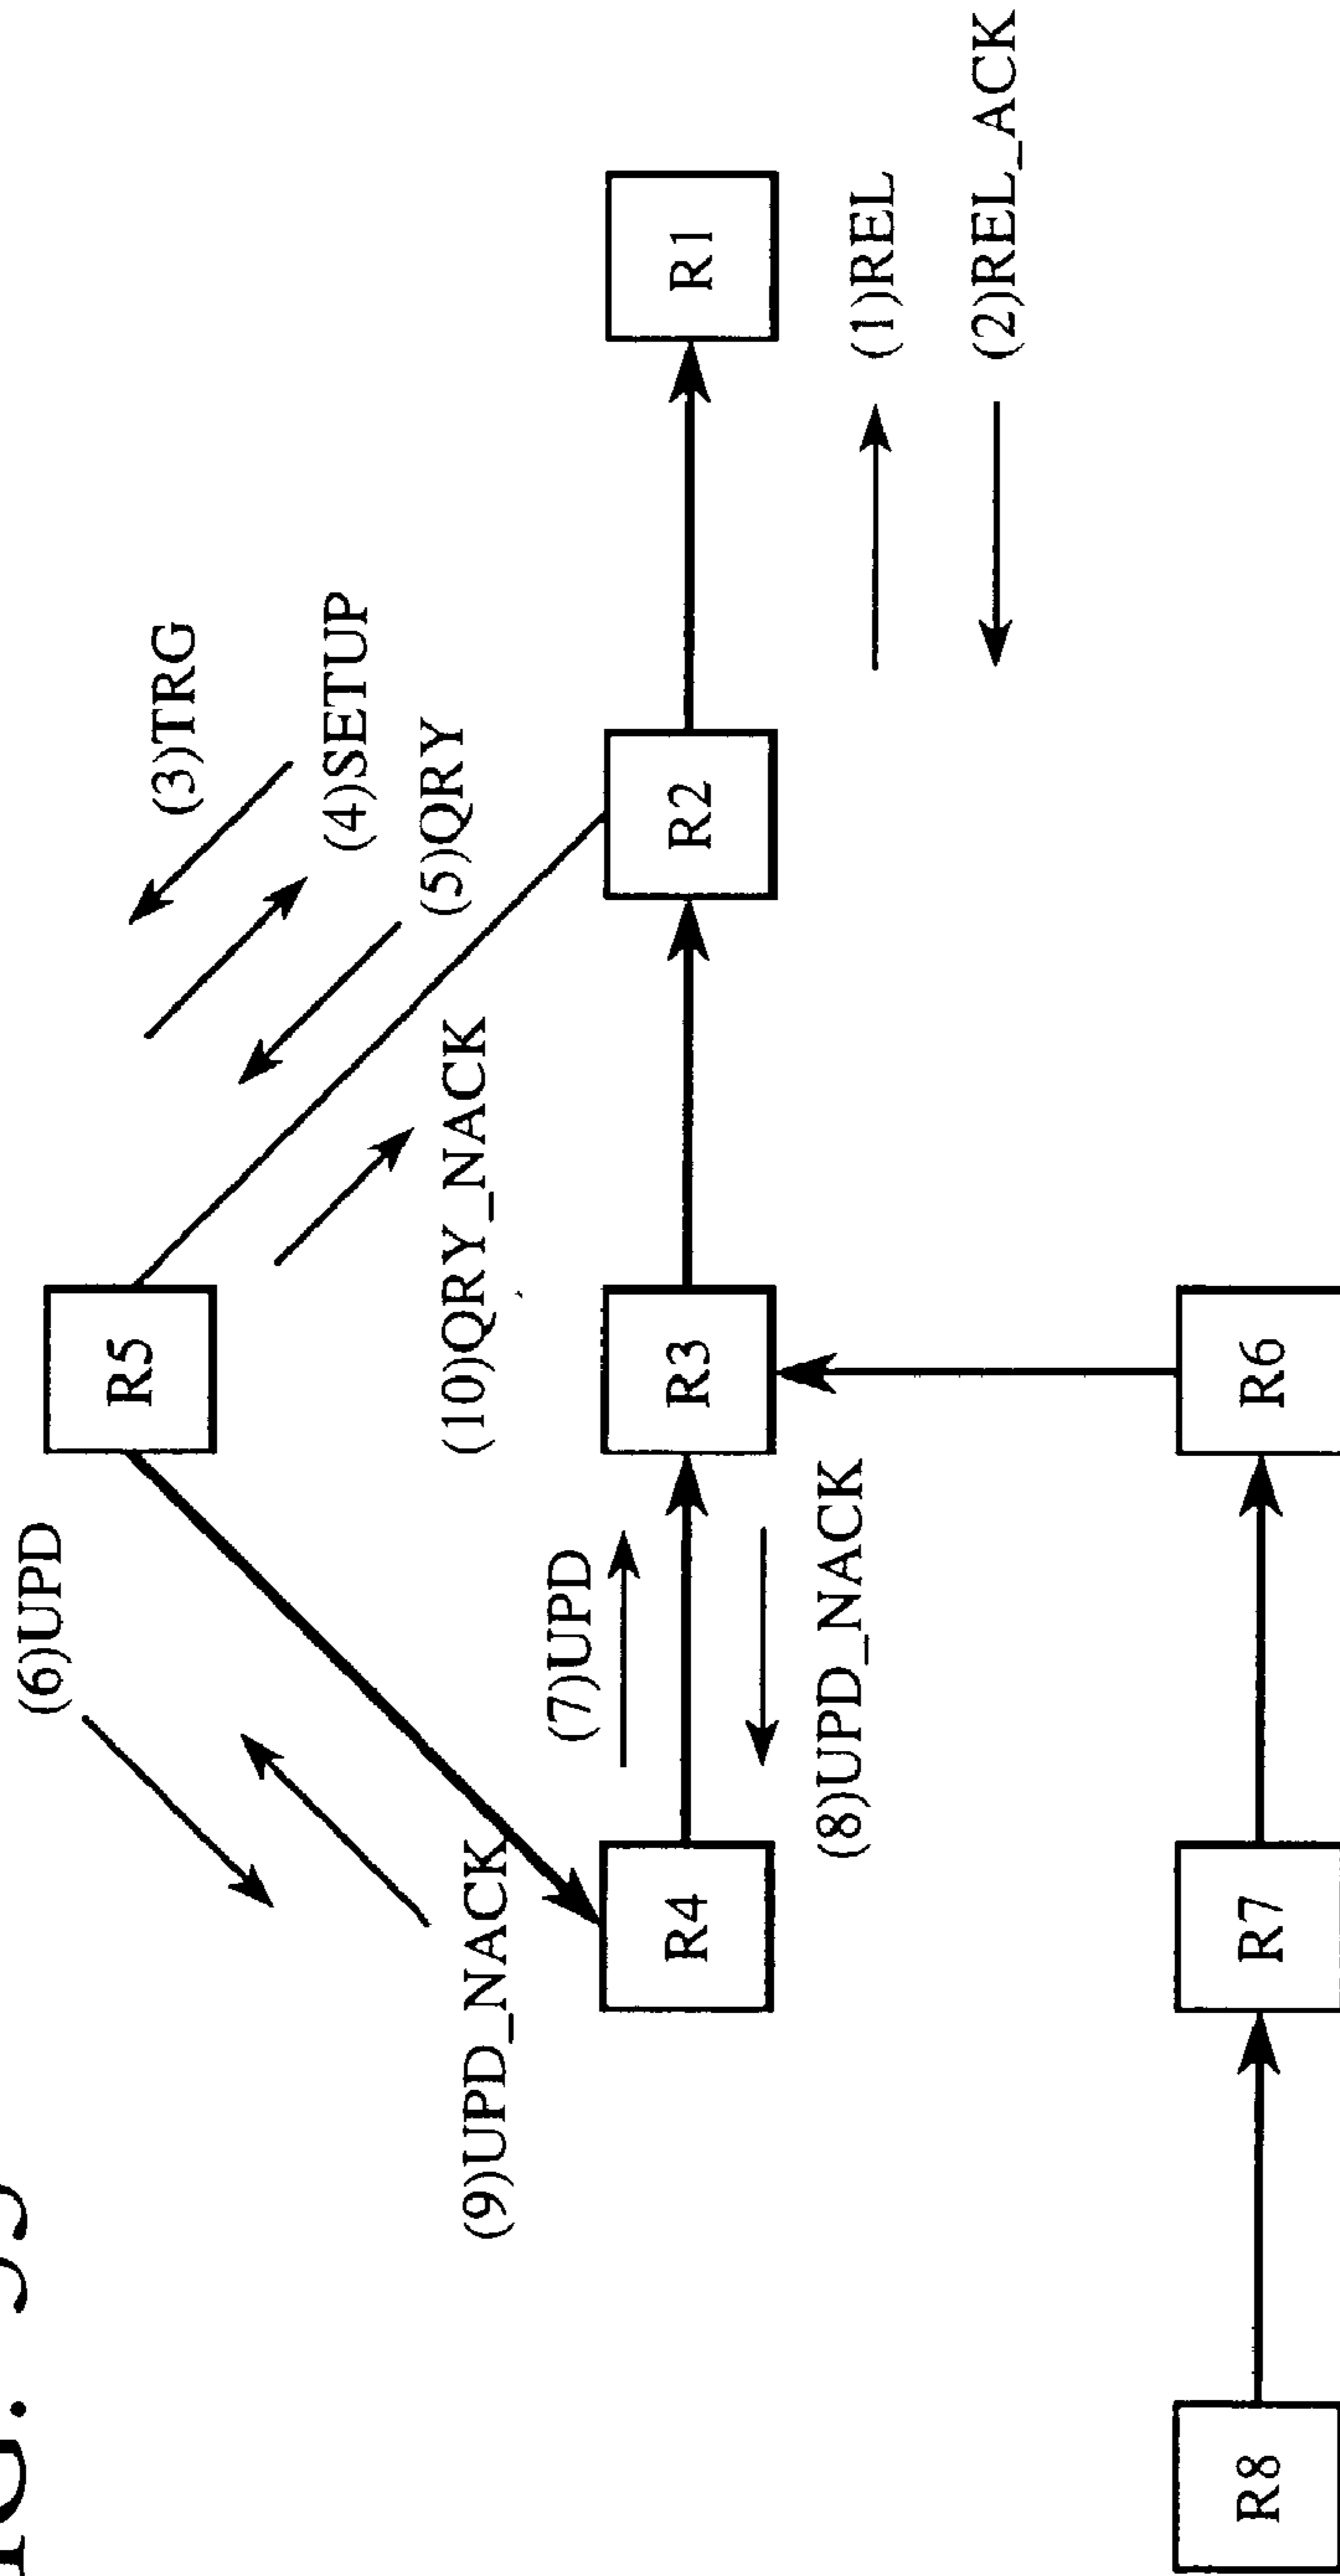 (6)UPD
R5
(3)TRG
(4)SETUP
(5)QRY
(10)QRY_NACK
(9)UPD_NACK
(7)UPD
R4
R3
R2
R1
(8)UPD_NACK
(1)REL
(2)REL_ACK
R8
R7
R6